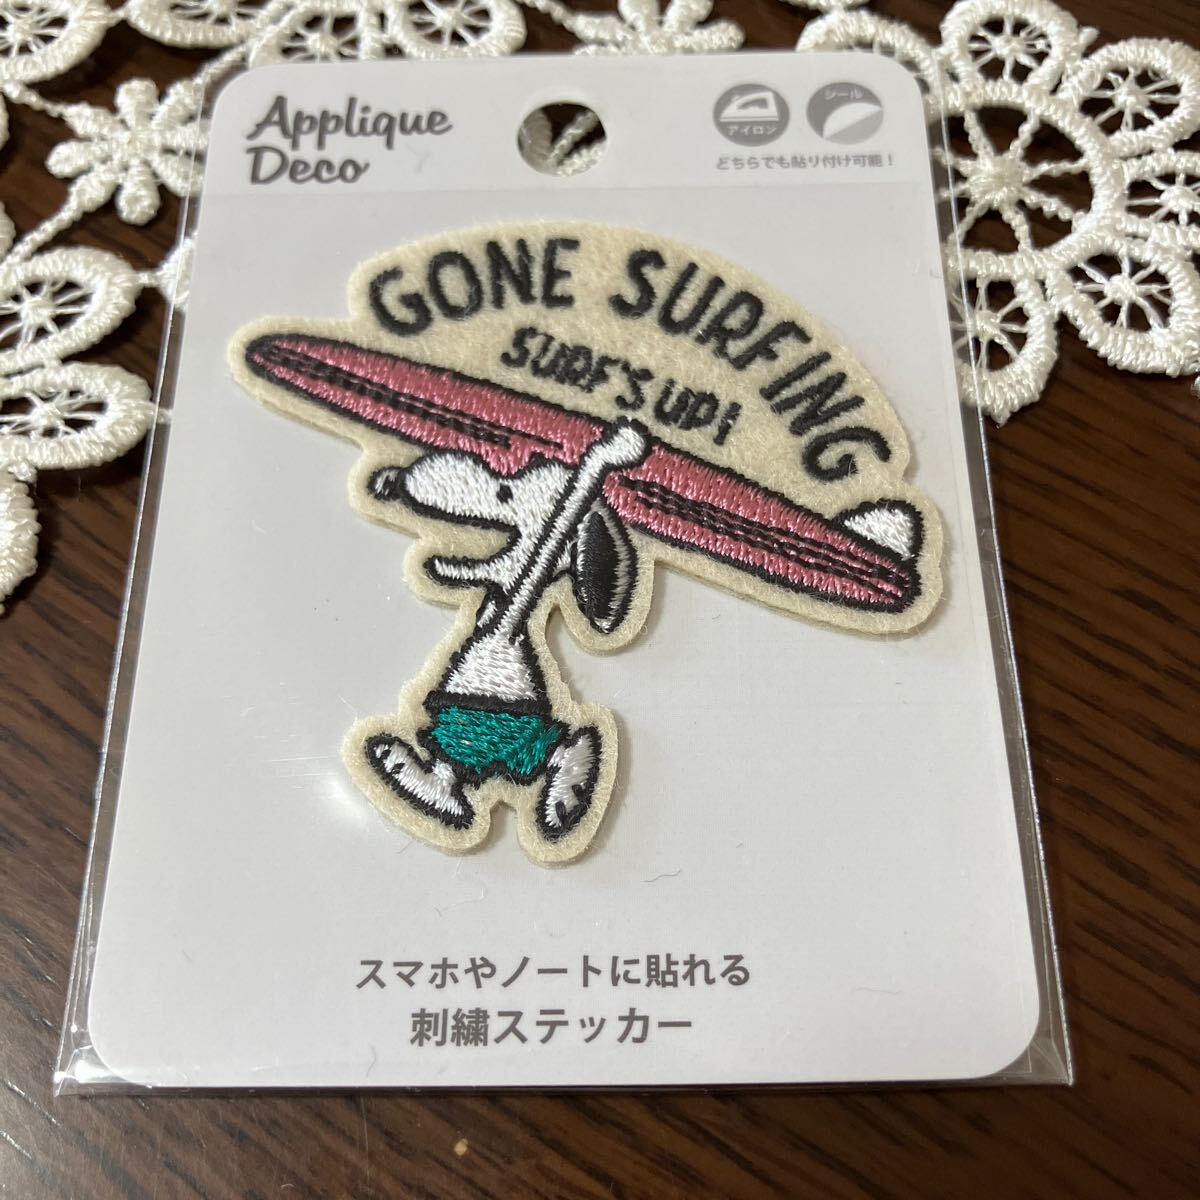 Applique
Deco
アイロン
シール
どちらでも貼り付け可能！
GONE SURFING
SURF'S UP!
スマホやノートに貼れる
刺繍ステッカー